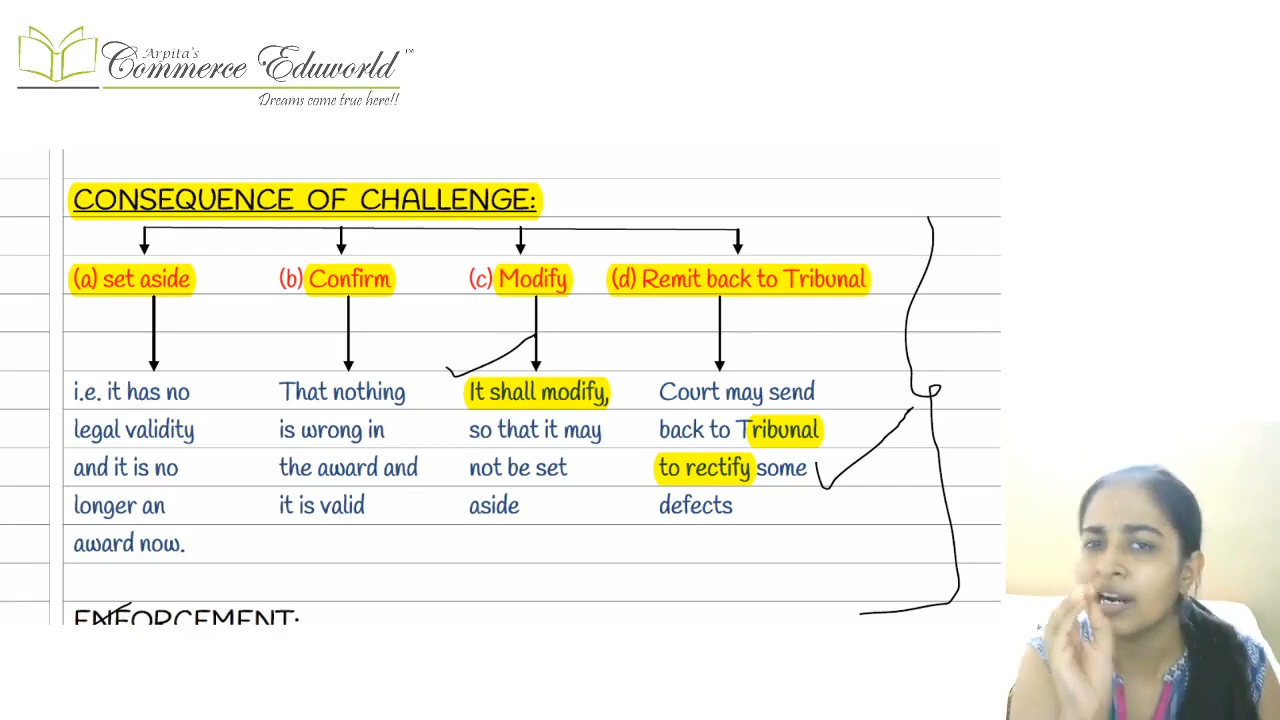 Arpita's
Commerce Eduworld™
Dreams come true here!!
CONSEQUENCE OF CHALLENGE:
(a) set aside (b) Confirm (c) Modify (d) Remit back to Tribunal
i.e. it has no That nothing It shall modify, Court may send
legal validity is wrong in so that it may back to Tribunal
and it is no the award and not be set to rectify some
longer an it is valid aside defects
award now.
ENFORCEMENT: